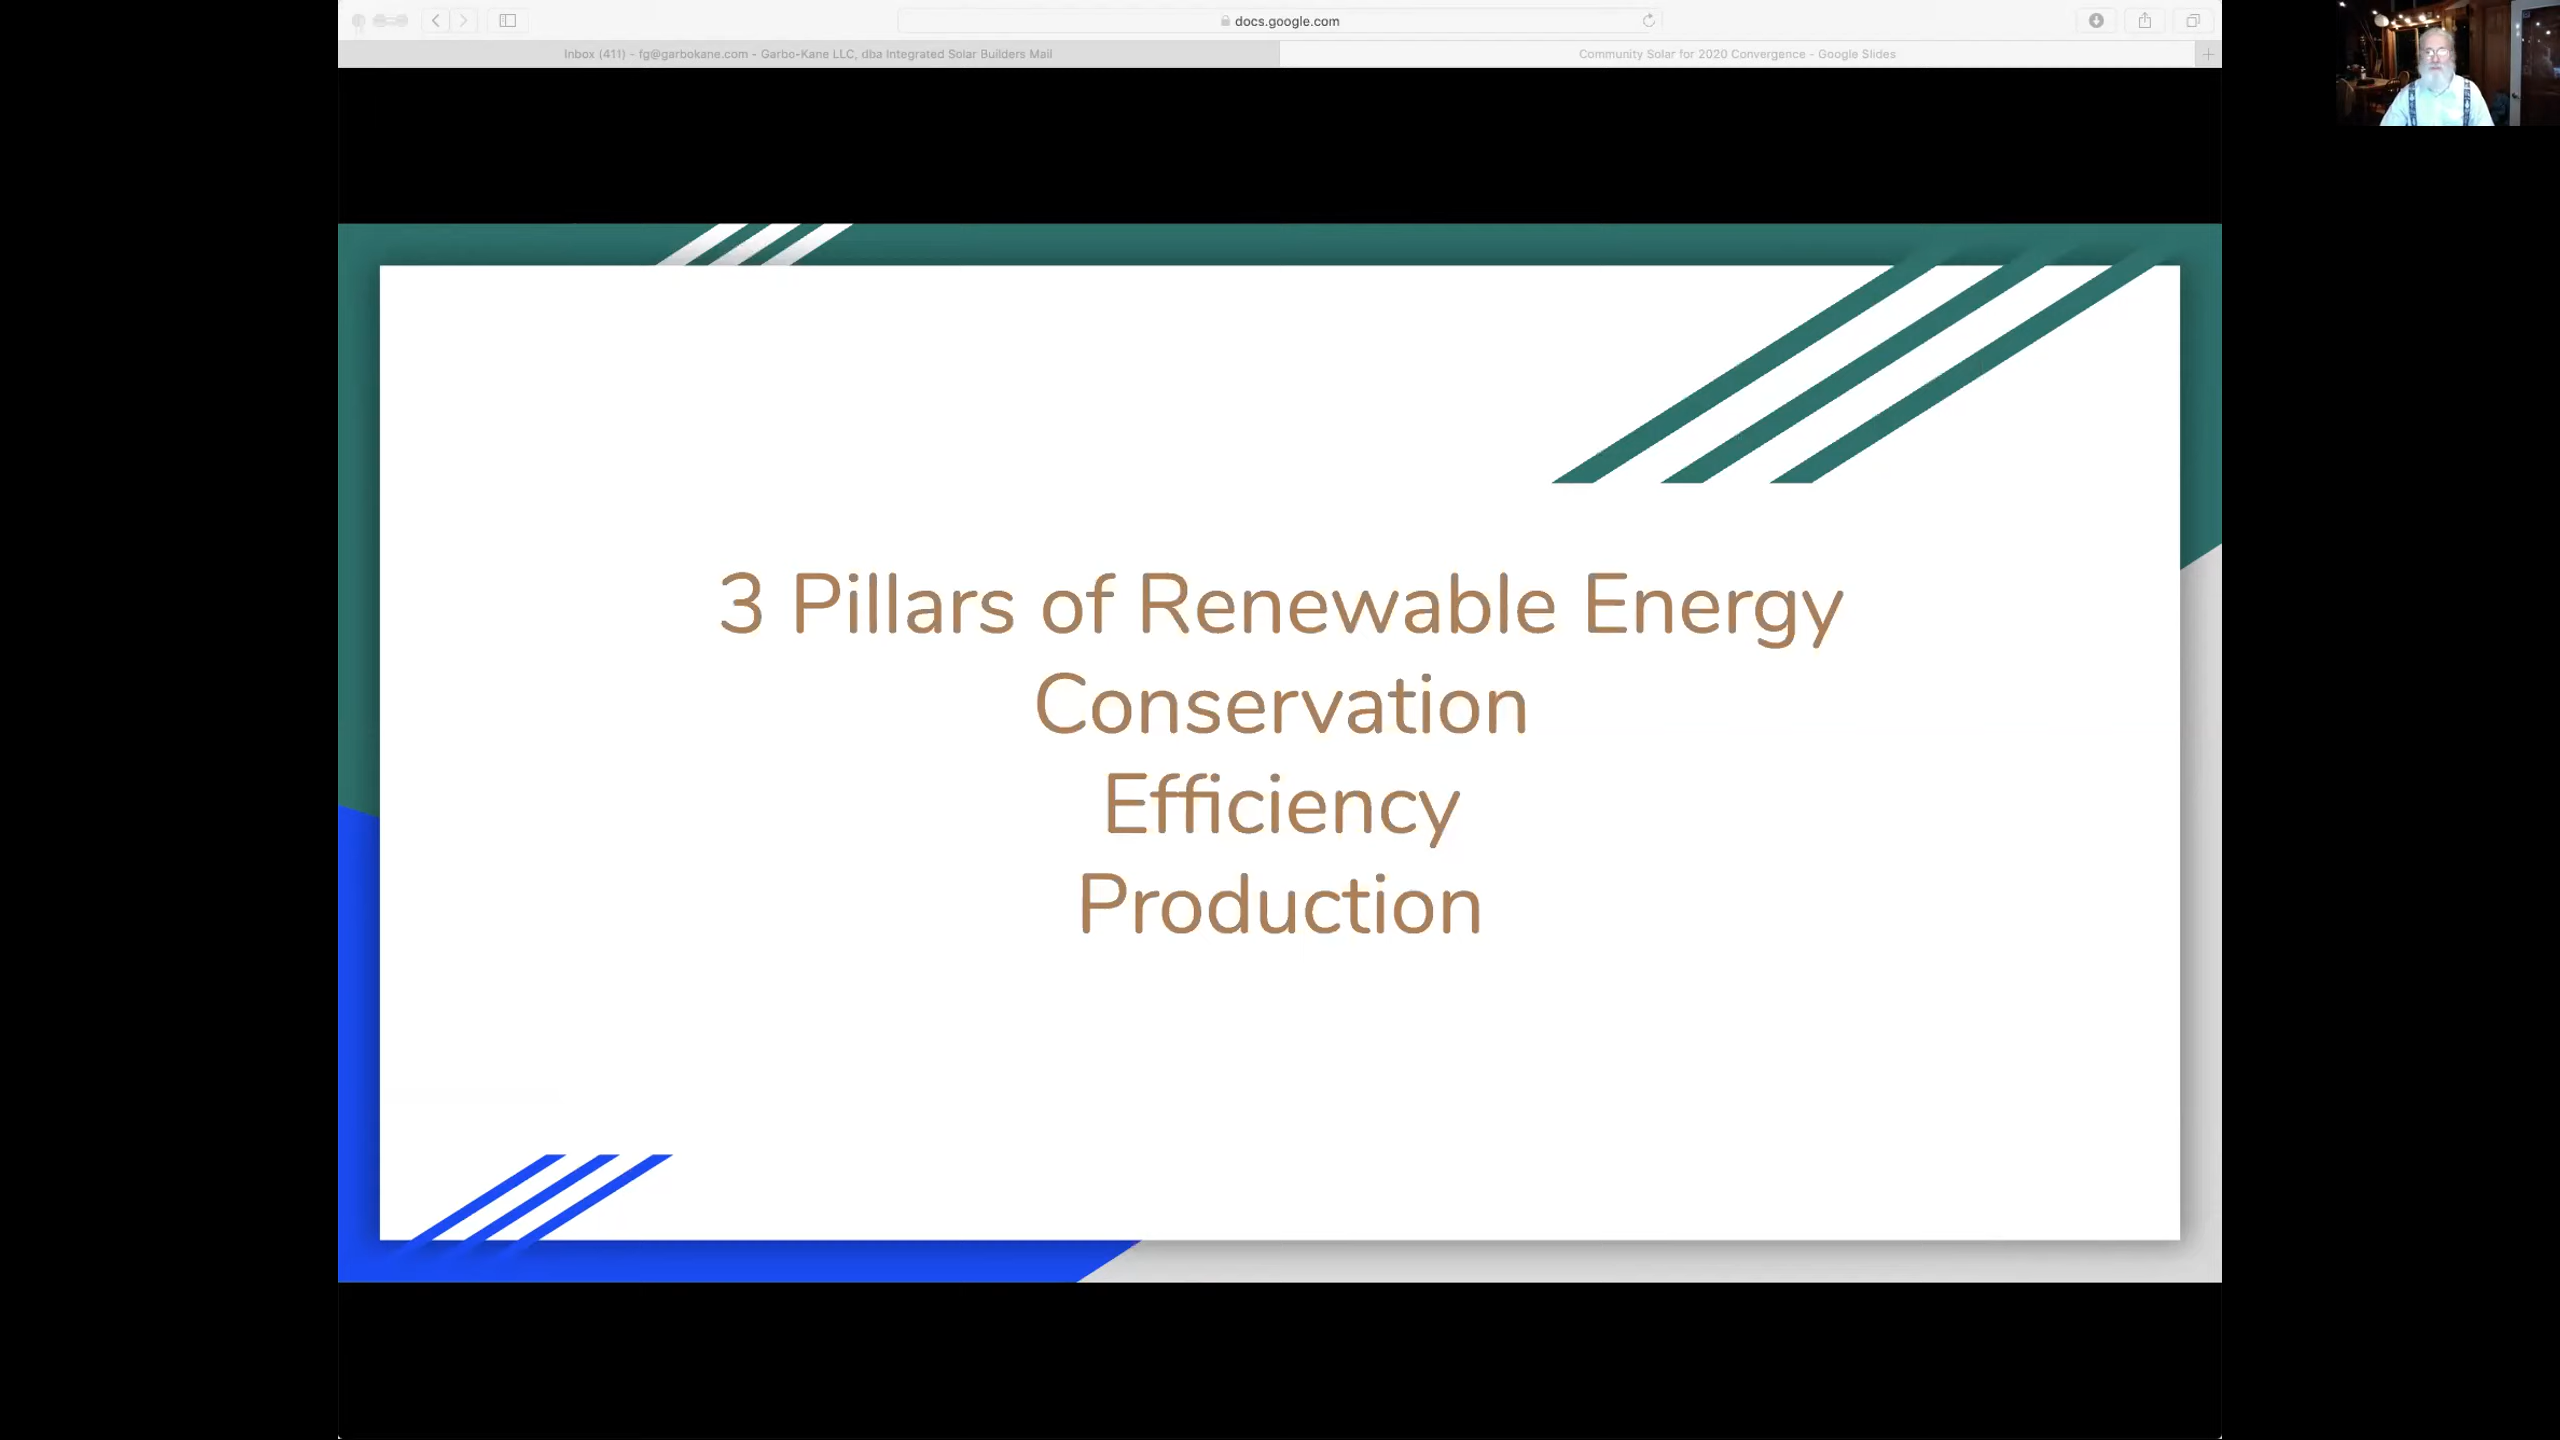 docs.google.com
Inbox (411) - fg@garbokane.com - Garbo-Kane LLC, dba Integrated Solar Builders Mail
Community Solar for 2020 Convergence - Google Slides
3 Pillars of Renewable Energy
Conservation
Efficiency
Production